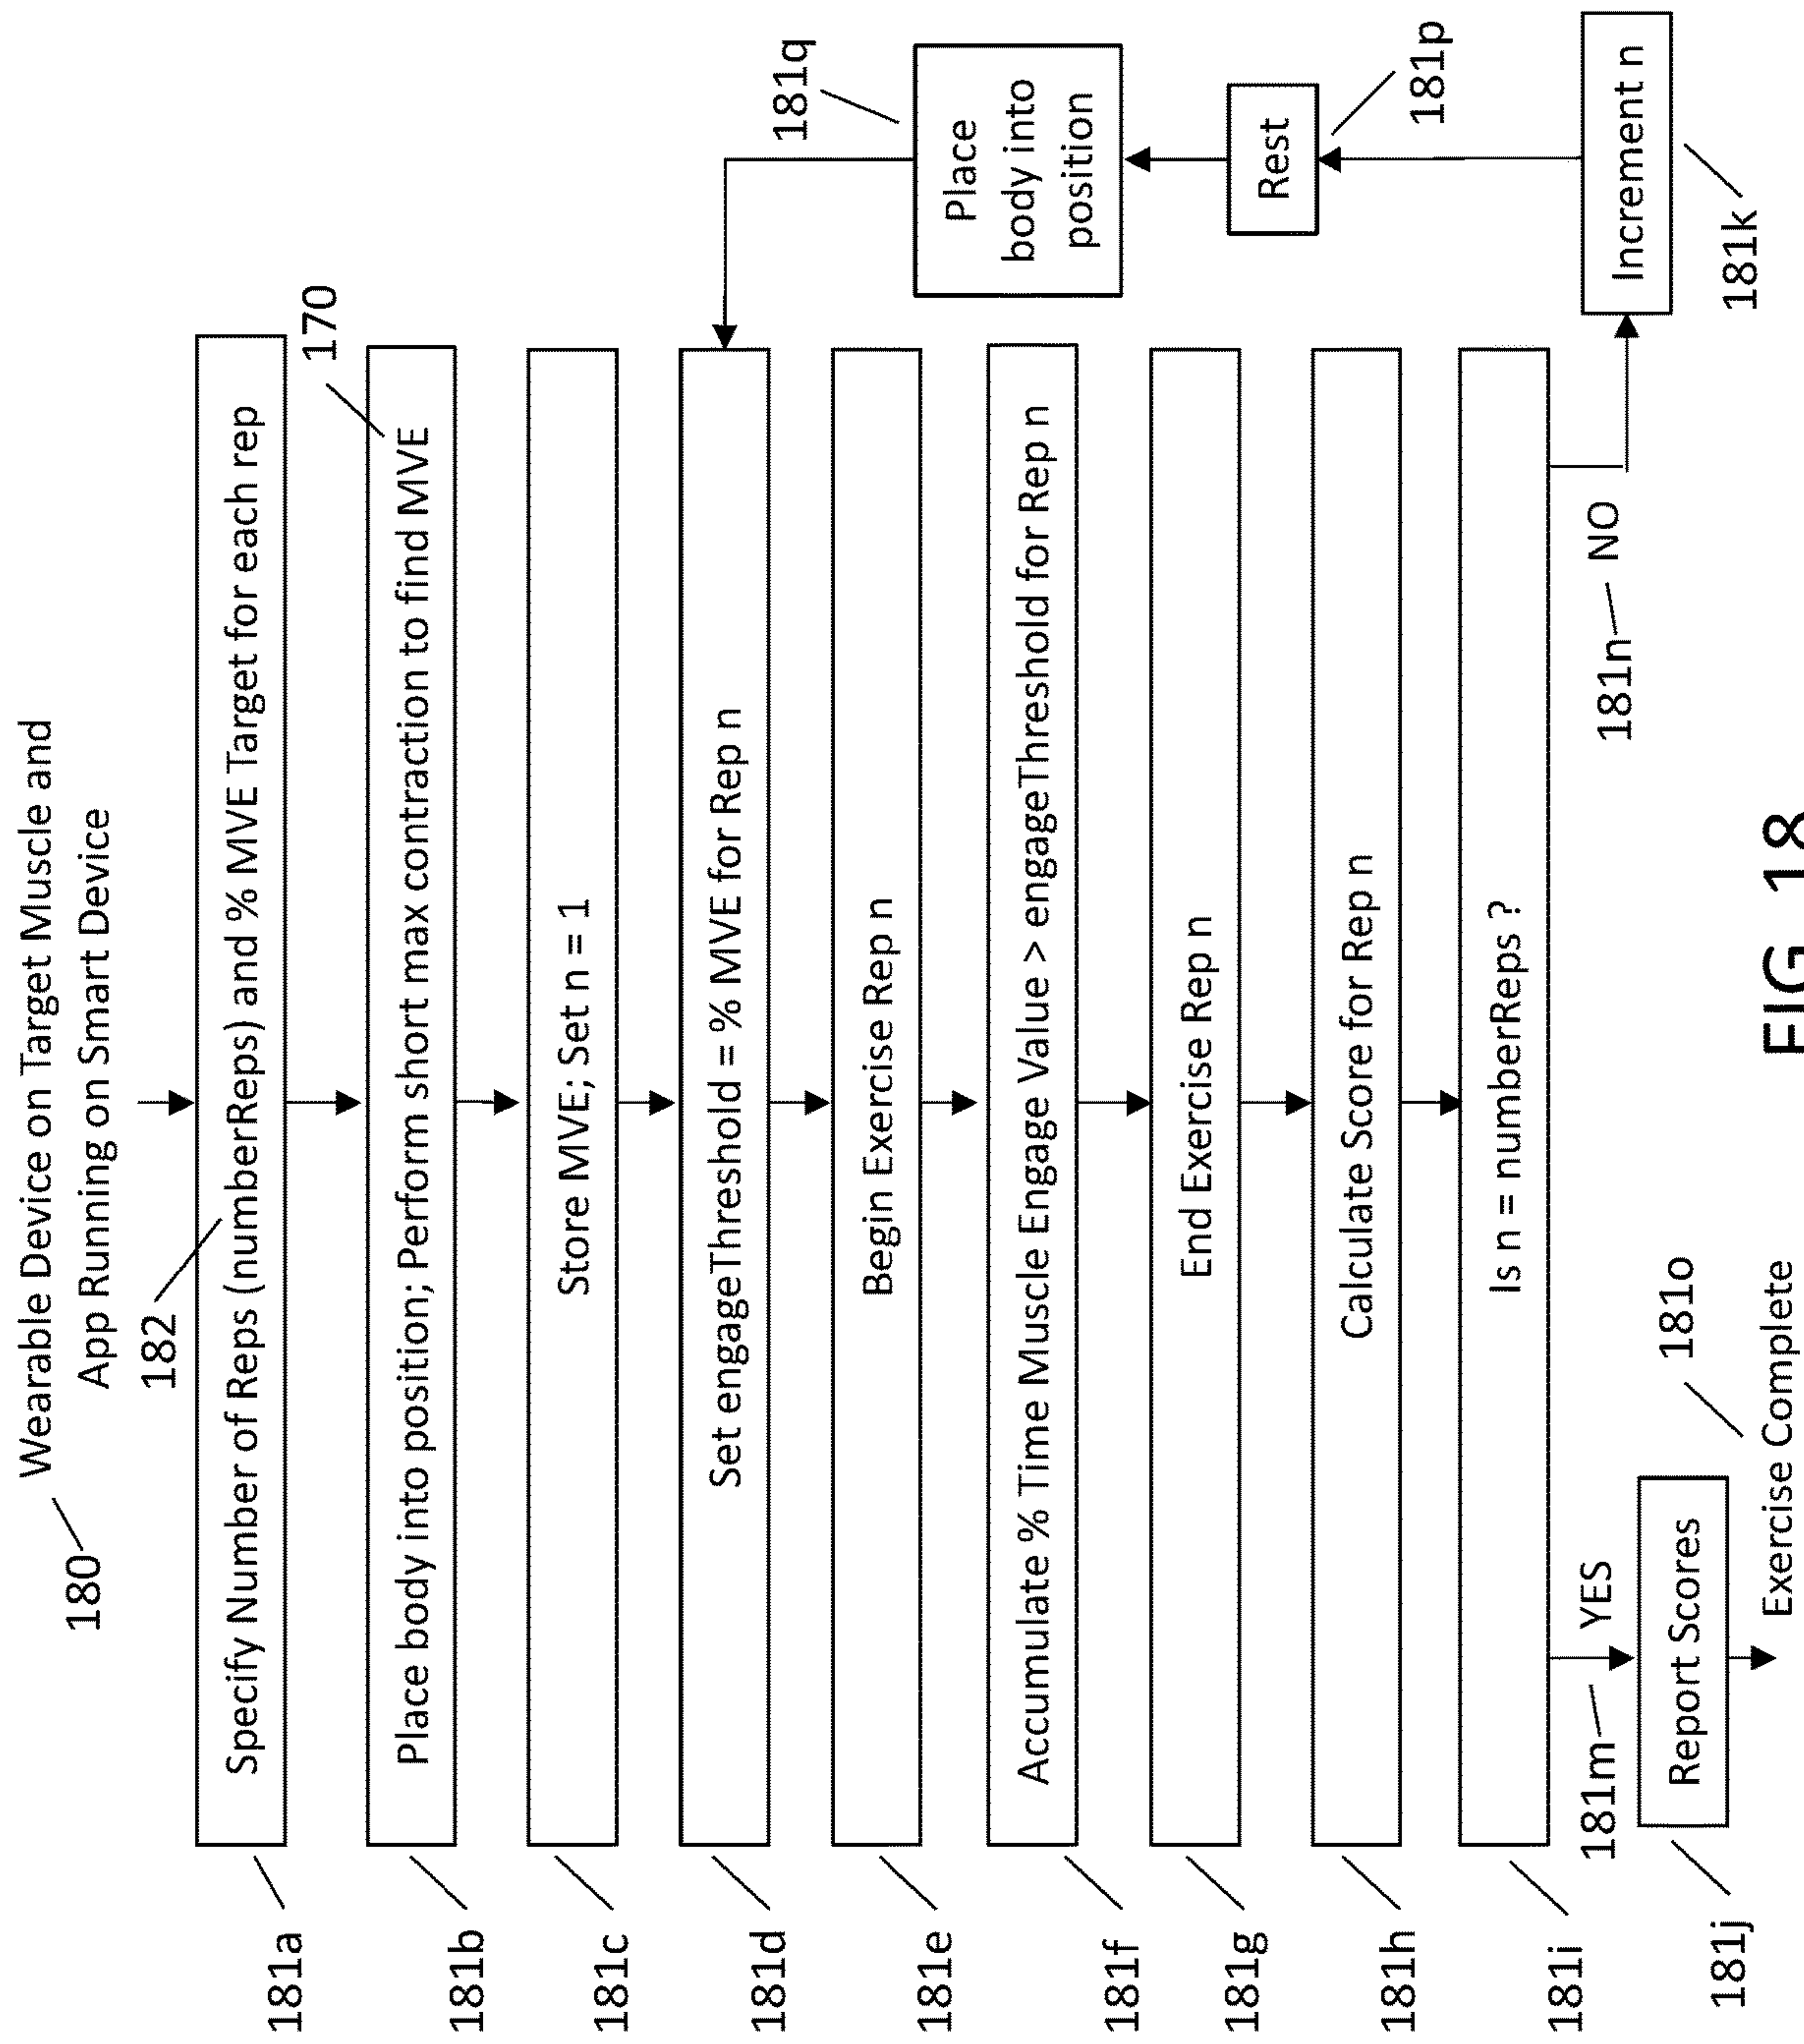 Wearable Device on Target Muscle and
App Running on Smart Device
180
182
Specify Number of Reps (numberReps) and % MVE Target for each rep
181a
170
Place body into position; Perform short max contraction to find MVE
181b
Store MVE; Set n = 1
181c
Set engageThreshold = % MVE for Rep n
181d
Begin Exercise Rep n
181e
Accumulate % Time Muscle Engage Value > engageThreshold for Rep n
181f
End Exercise Rep n
181g
Calculate Score for Rep n
181h
Is n = numberReps ?
181i
181m
YES
181n
NO
Report Scores
181j
Increment n
181k
Rest
181p
Place
body into
position
181q
181o
Exercise Complete
FIG. 18